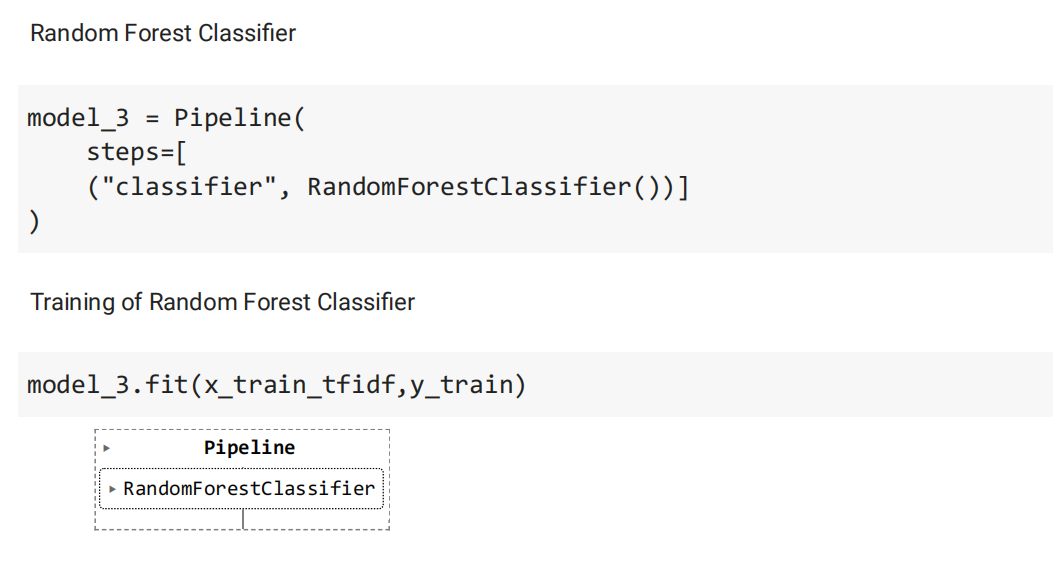 Random Forest Classifier
model_3 = Pipeline(
    steps=[
    ("classifier", RandomForestClassifier())]
)
Training of Random Forest Classifier
model_3.fit(x_train_tfidf,y_train)
Pipeline
RandomForestClassifier